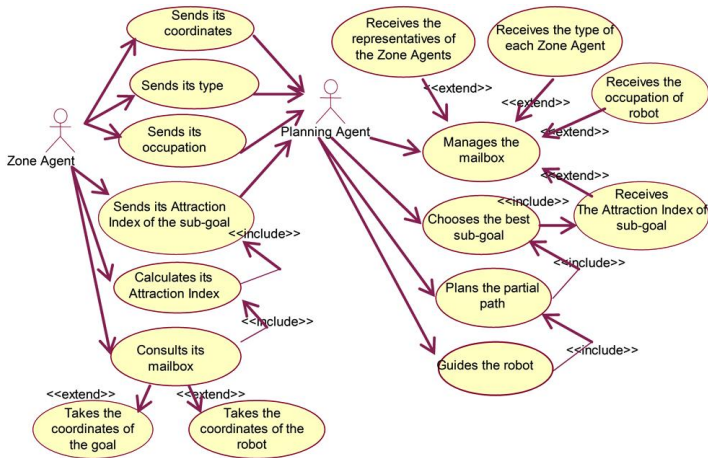 Sends its
coordinates
Receives the
representatives of
the Zone Agents
Receives the type of
each Zone Agent
Sends its type
<<extend>>
<<extend>>
Receives the
occupation of
robot
Zone Agent
Sends its
occupation
Planning Agent
Manages the
mailbox
<<extend>>
<<extend>>
Sends its Attraction
Index of the sub-goal
<<include>>
Chooses the best
sub-goal
<<include>>
Receives
The Attraction Index of
sub-goal
Calculates its
Attraction Index
<<include>>
Plans the partial
path
<<include>>
Consults its
mailbox
Guides the robot
<<include>>
<<extend>>
<<extend>>
Takes the
coordinates of
the goal
Takes the
coordinates of the
robot